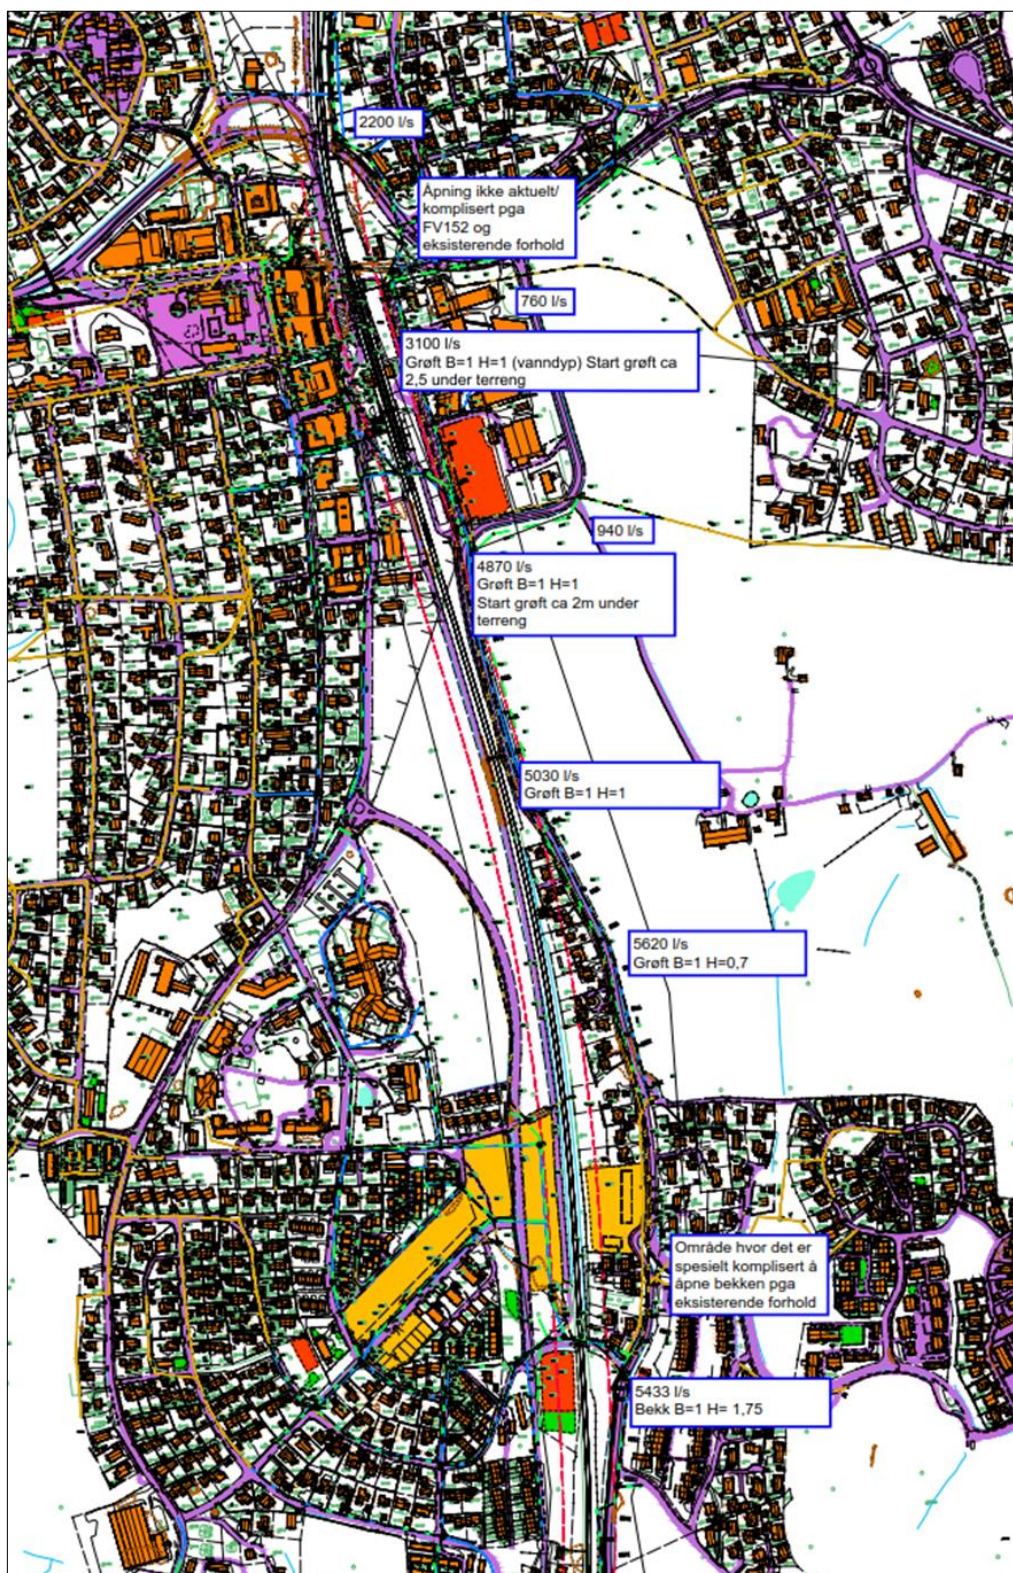 2200 l/s
Åpning ikke aktuelt/
komplisert pga
FV152 og
eksisterende forhold
760 l/s
3100 l/s
Grøft B=1 H=1 (vanndyp) Start grøft ca
2,5 under terreng
940 l/s
4870 l/s
Grøft B=1 H=1
Start grøft ca 2m under
terreng
5030 l/s
Grøft B=1 H=1
5620 l/s
Grøft B=1 H=0,7
Område hvor det er
spesielt komplisert å
åpne bekken pga
eksisterende forhold
5433 l/s
Bekk B=1 H= 1,75